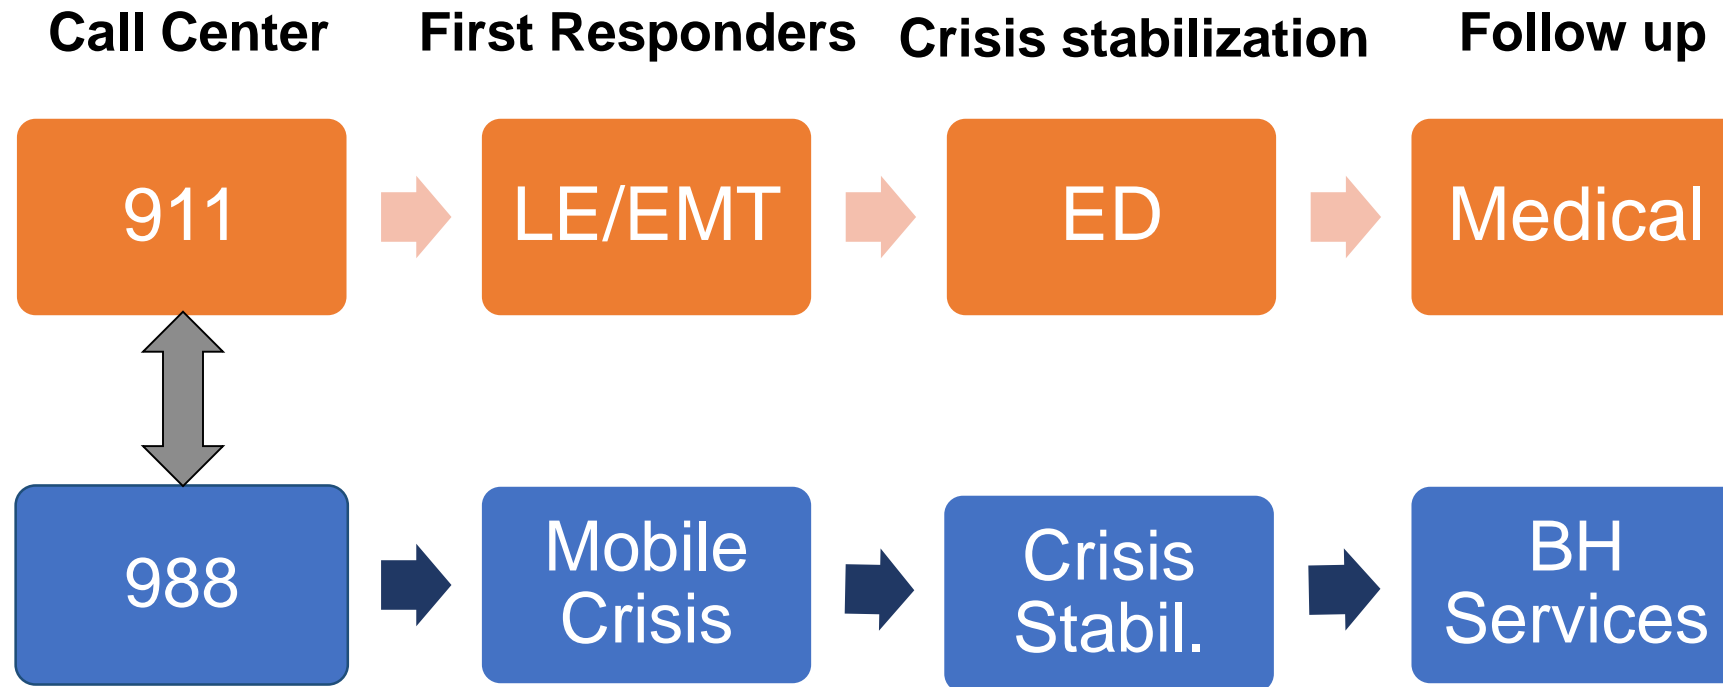 Call Center
First Responders
Crisis stabilization
Follow up
911
LE/EMT
ED
Medical
988
Mobile
Crisis
Crisis
Stabil.
BH
Services